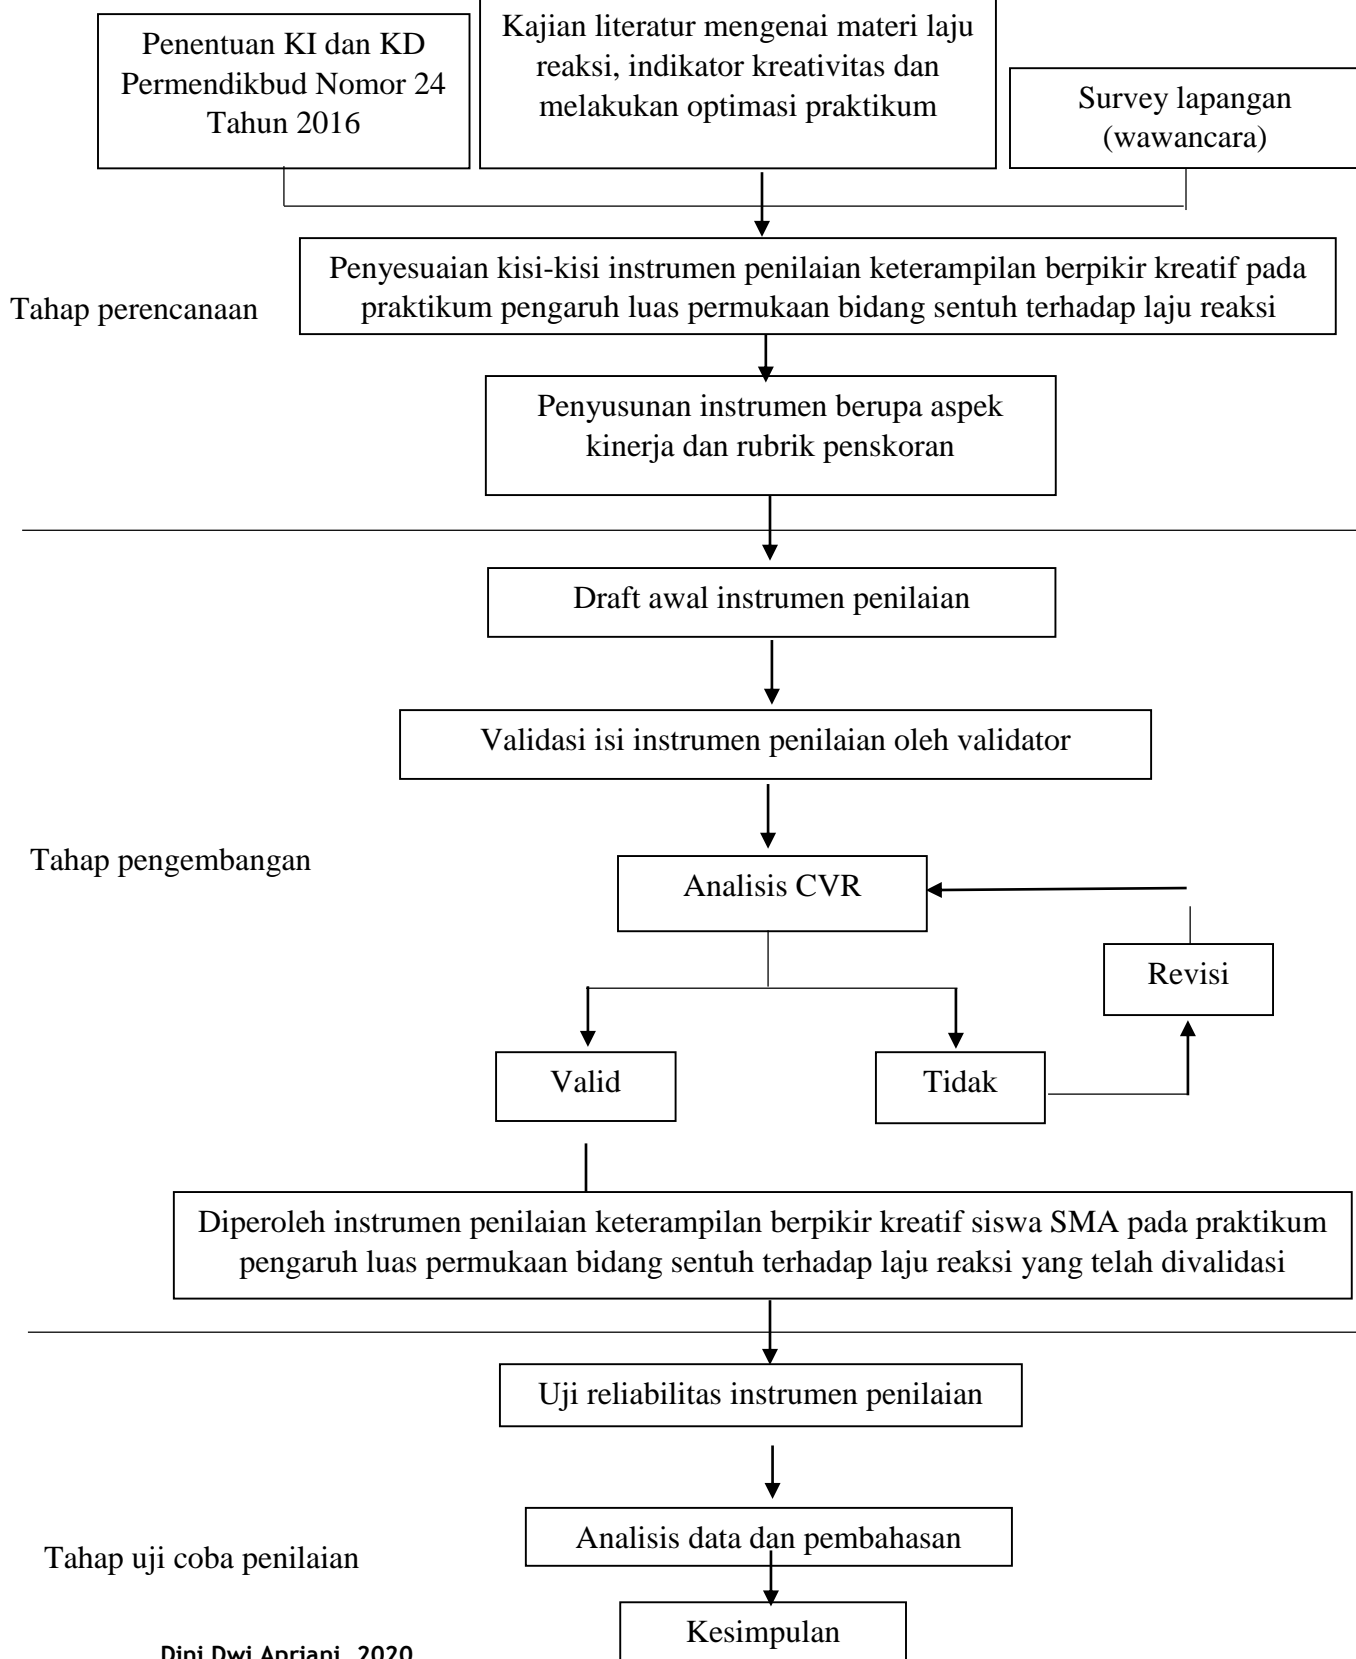 Penentuan KI dan KD
Permendikbud Nomor 24
Tahun 2016
Kajian literatur mengenai materi laju
reaksi, indikator kreativitas dan
melakukan optimasi praktikum
Survey lapangan
(wawancara)
Tahap perencanaan
Penyesuaian kisi-kisi instrumen penilaian keterampilan berpikir kreatif pada
praktikum pengaruh luas permukaan bidang sentuh terhadap laju reaksi
Penyusunan instrumen berupa aspek
kinerja dan rubrik penskoran
Draft awal instrumen penilaian
Validasi isi instrumen penilaian oleh validator
Tahap pengembangan
Analisis CVR
Revisi
Valid
Tidak
Diperoleh instrumen penilaian keterampilan berpikir kreatif siswa SMA pada praktikum
pengaruh luas permukaan bidang sentuh terhadap laju reaksi yang telah divalidasi
Uji reliabilitas instrumen penilaian
Analisis data dan pembahasan
Tahap uji coba penilaian
Kesimpulan
Dini Dwi Apriani, 2020